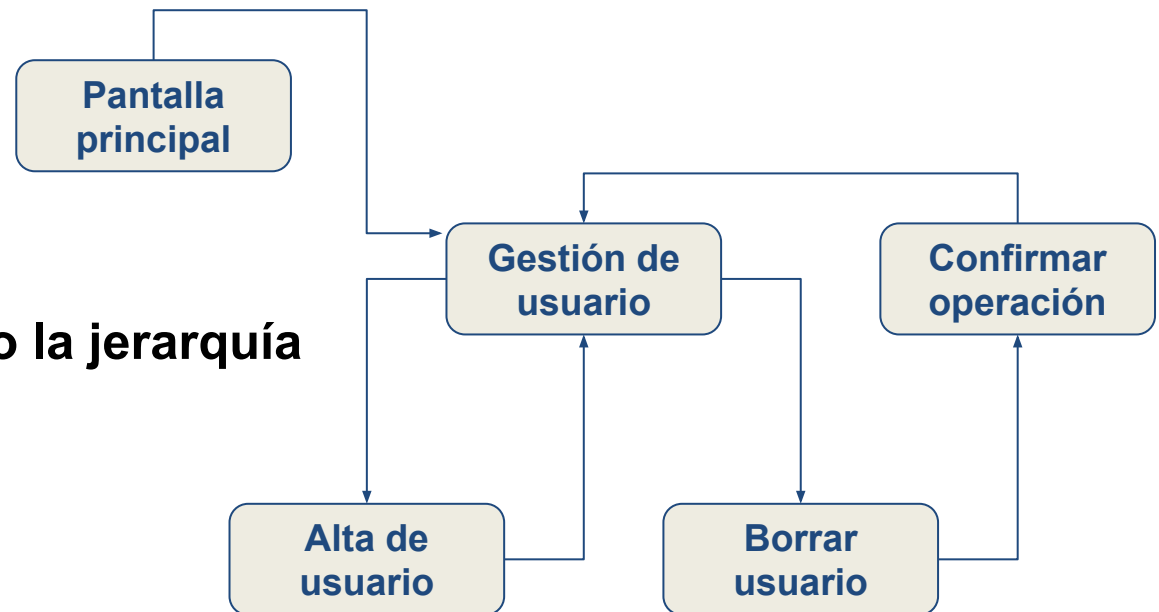 Pantalla
principal
Gestión de
usuario
Confirmar
operación
o la jerarquía
Alta de
usuario
Borrar
usuario